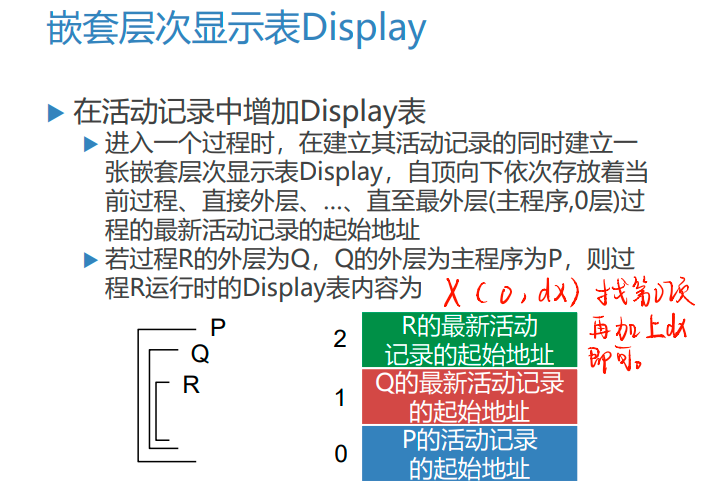 嵌套层次显示表Display
在活动记录中增加Display表
进入一个过程时，在建立其活动记录的同时建立一
张嵌套层次显示表Display，自顶向下依次存放着当
前过程、直接外层、…、直至最外层(主程序,0层)过
程的最新活动记录的起始地址
若过程R的外层为Q，Q的外层为主程序为P，则过
程R运行时的Display表内容为
X (0, dx) 找第0项
再加上dx
即可。
P
Q
R
2
R的最新活动
记录的起始地址
1
Q的最新活动记录
的起始地址
0
P的活动记录
的起始地址